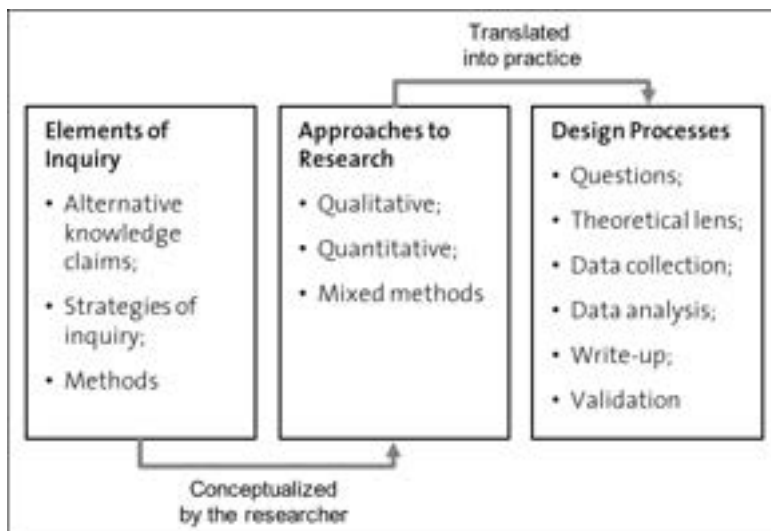 Translated
into practice
Elements of
Inquiry
• Alternative
knowledge
claims;
• Strategies of
inquiry;
• Methods
Approaches to
Research
• Qualitative;
• Quantitative;
• Mixed methods
Design Processes
• Questions;
• Theoretical lens;
• Data collection;
• Data analysis;
• Write-up;
• Validation
Conceptualized
by the researcher